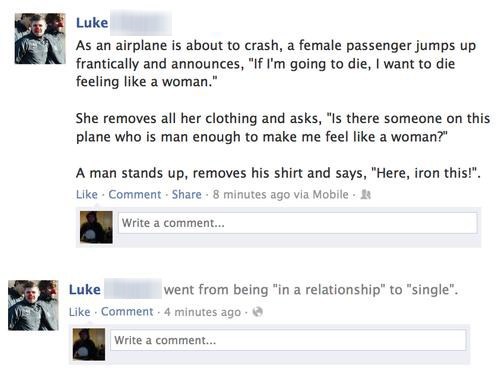 Luke
As an airplane is about to crash, a female passenger jumps up
frantically and announces, "If I'm going to die, I want to die
feeling like a woman."
She removes all her clothing and asks, "Is there someone on this
plane who is man enough to make me feel like a woman?"
A man stands up, removes his shirt and says, "Here, iron this!".
Like · Comment · Share · 8 minutes ago via Mobile ·
Write a comment...
Luke went from being "in a relationship" to "single".
Like · Comment · 4 minutes ago ·
Write a comment...